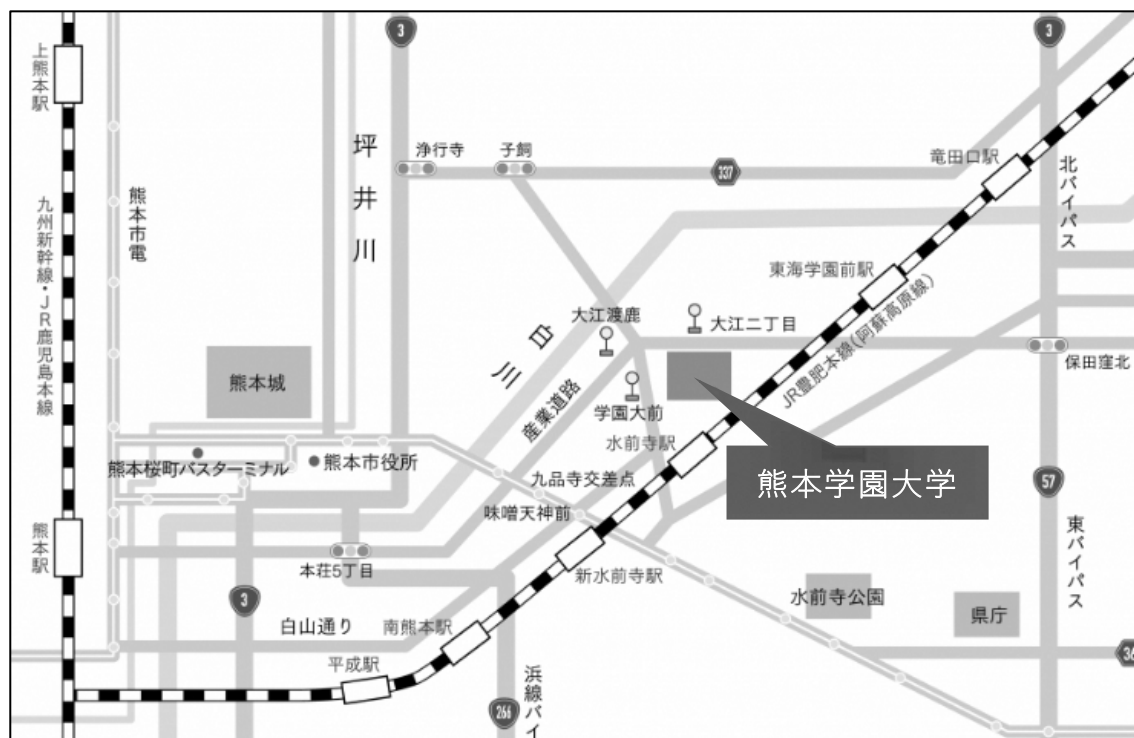 3
3
上熊本駅
坪井川
浄行寺
子飼
337
竜田口駅
北バイパス
熊本市電
九州新幹線・JR鹿児島本線
東海学園前駅
JR豊肥本線(阿蘇高原線)
大江渡鹿
大江二丁目
白川
保田窪北
熊本城
産業道路
学園大前
水前寺駅
熊本桜町バスターミナル
熊本市役所
九品寺交差点
熊本学園大学
57
味噌天神前
熊本駅
東バイパス
本荘5丁目
新水前寺駅
3
水前寺公園
県庁
白山通り
南熊本駅
36
平成駅
浜線バイ
266